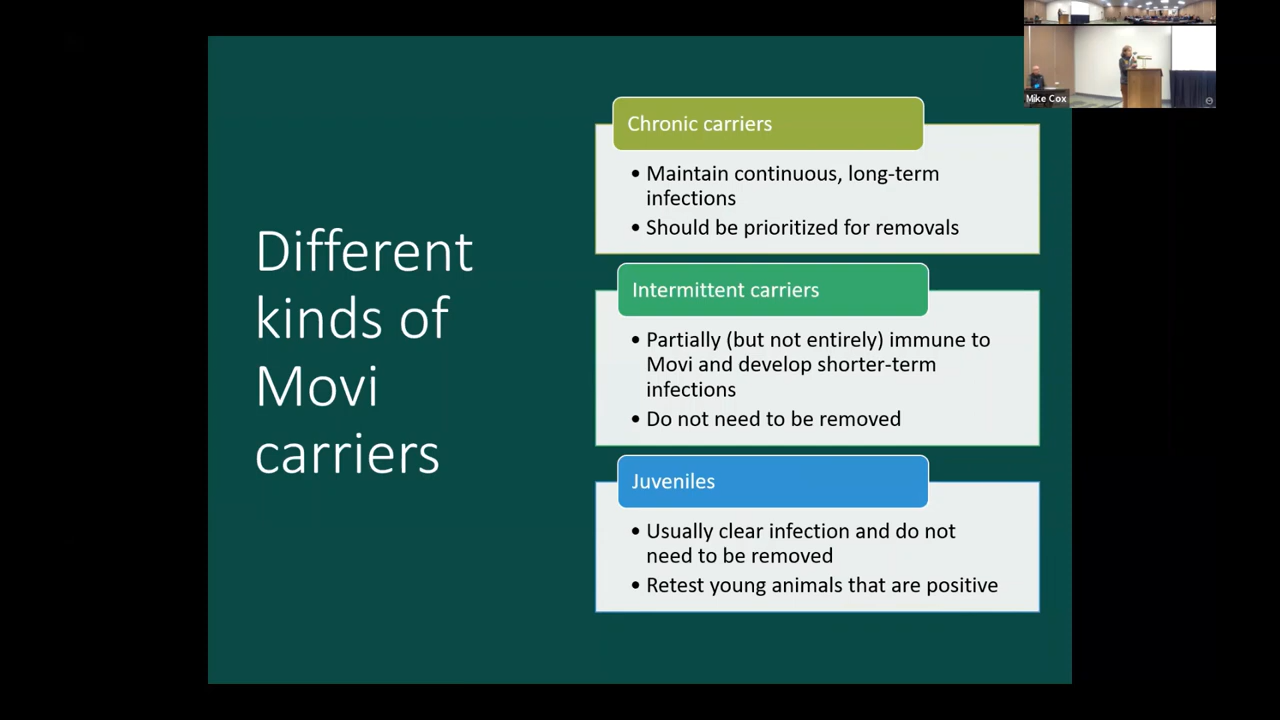 Different
kinds of
Movi
carriers
Chronic carriers
• Maintain continuous, long-term
infections
• Should be prioritized for removals
Intermittent carriers
• Partially (but not entirely) immune to
Movi and develop shorter-term
infections
• Do not need to be removed
Juveniles
• Usually clear infection and do not
need to be removed
• Retest young animals that are positive
Mike Cox